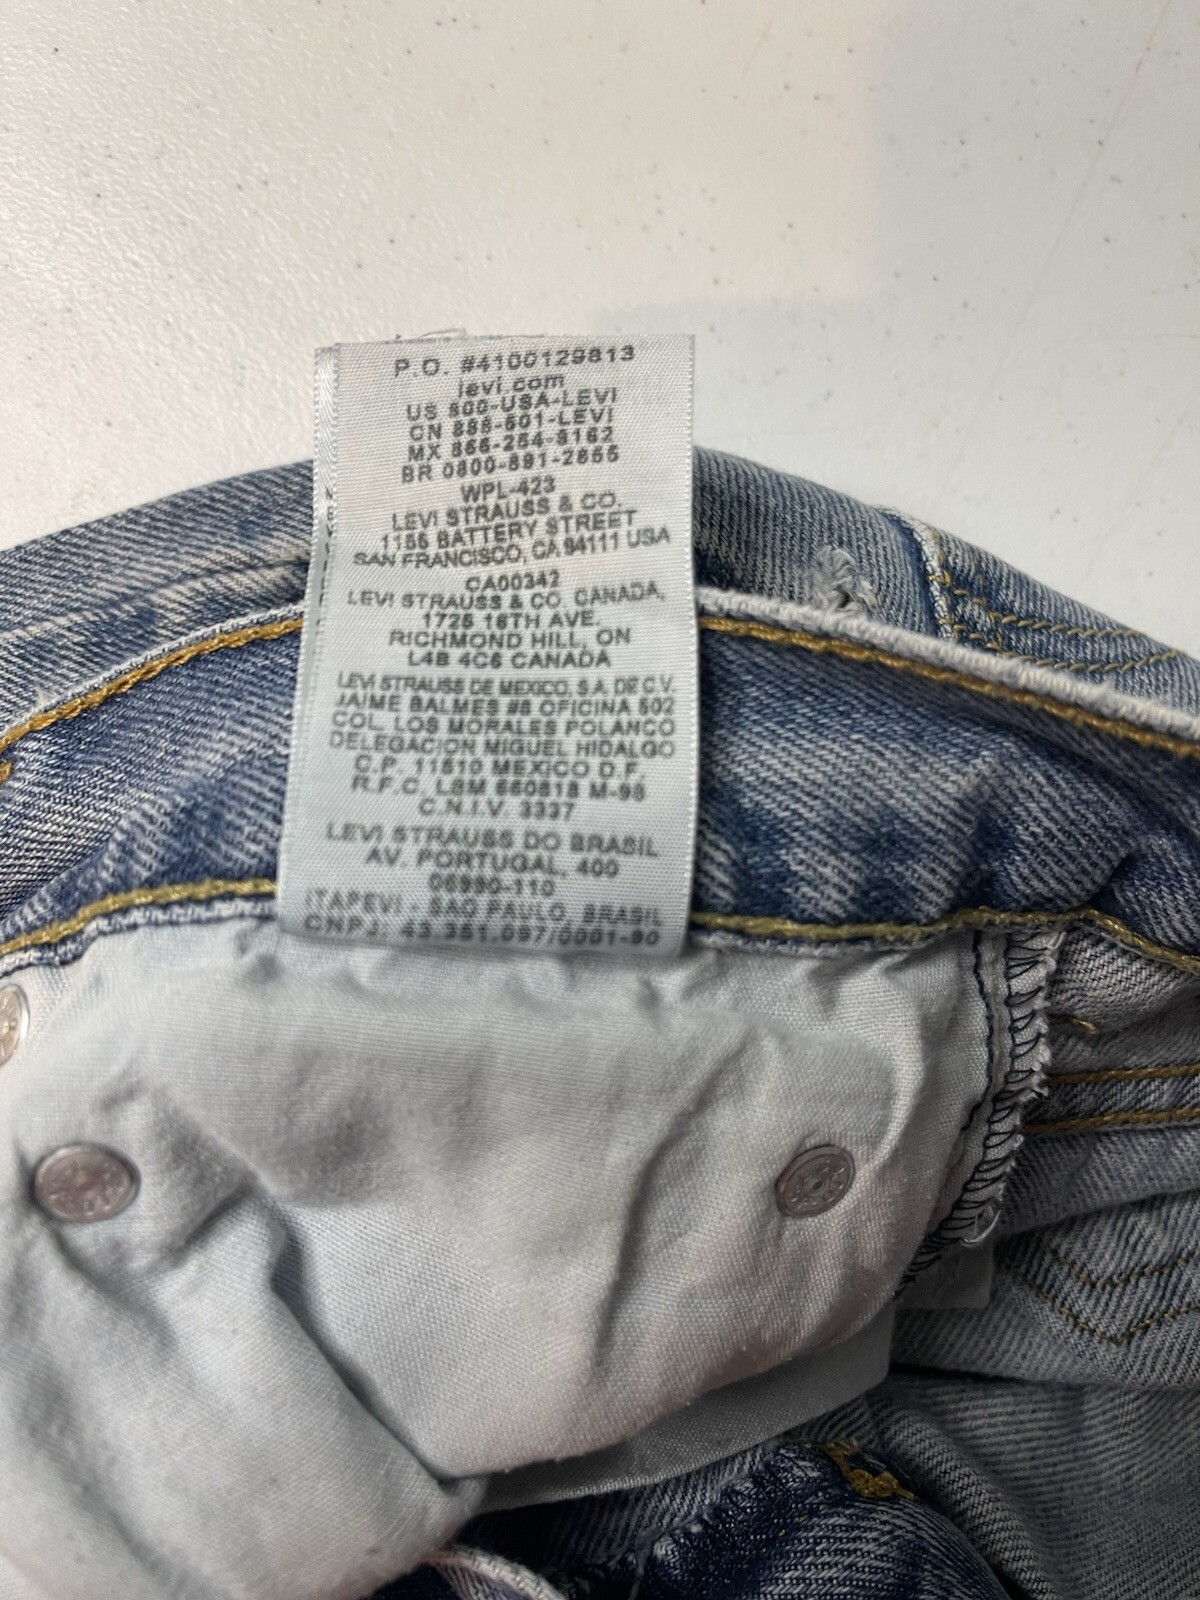 P.O. #4100129813
levi.com
US 800-USA-LEVI
CN 888-501-LEVI
MX 866-254-8162
BR 0800-891-2855
WPL-423
LEVI STRAUSS & CO.
1155 BATTERY STREET
SAN FRANCISCO, CA 94111 USA
CA00342
LEVI STRAUSS & CO. CANADA,
1725 16TH AVE.
RICHMOND HILL, ON
L4B 4C6 CANADA
LEVI STRAUSS DE MEXICO, S.A. DE C.V.
JAIME BALMES #8 OFICINA 502
COL. LOS MORALES POLANCO
DELEGACION MIGUEL HIDALGO
C.P. 11510 MEXICO D.F.
R.F.C. LSM 660818 M-98
C.N.I.V. 3337
LEVI STRAUSS DO BRASIL
AV. PORTUGAL, 400
06690-110
ITAPEVI - SAO PAULO, BRASIL
CNPJ: 43.351.097/0001-90